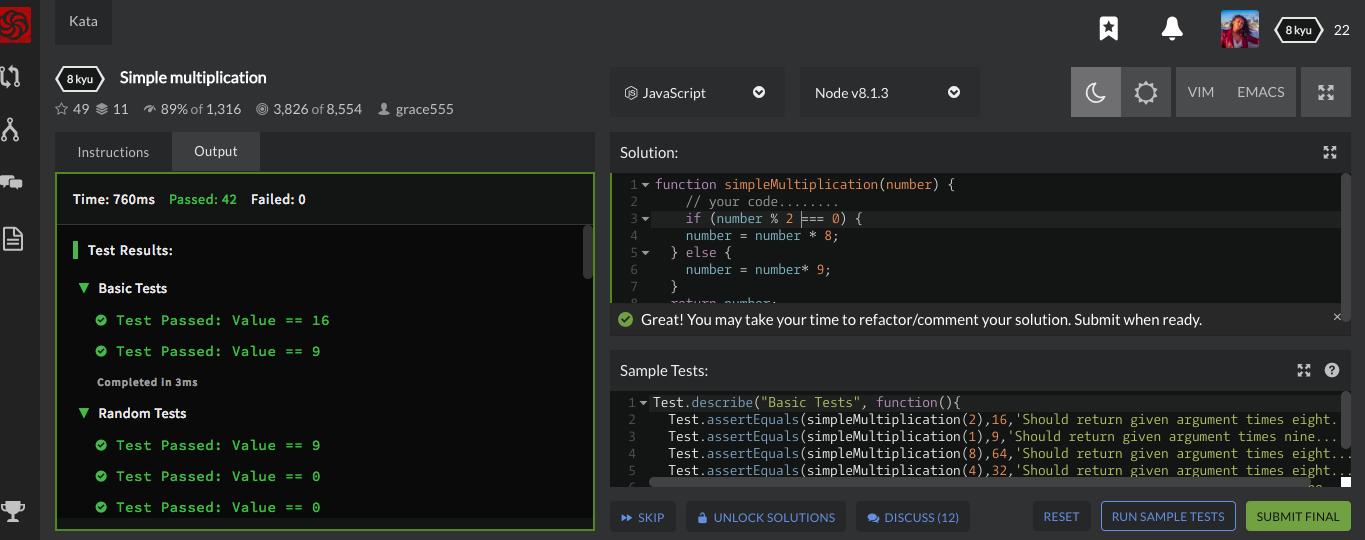 Kata
8 kyu 22
8 kyu Simple multiplication
49 11 89% of 1,316 3,826 of 8,554 grace555
JavaScript Node v8.1.3 VIM EMACS
Instructions Output
Time: 760ms Passed: 42 Failed: 0
Test Results:
Basic Tests
Test Passed: Value == 16
Test Passed: Value == 9
Completed in 3ms
Random Tests
Test Passed: Value == 9
Test Passed: Value == 0
Test Passed: Value == 0
Solution:
1 function simpleMultiplication(number) {
2 // your code........
3 if (number % 2 === 0) {
4 number = number * 8;
5 } else {
6 number = number* 9;
7 }
8 return number;
Great! You may take your time to refactor/comment your solution. Submit when ready. ×
Sample Tests: ?
1 Test.describe("Basic Tests", function(){
2 Test.assertEquals(simpleMultiplication(2),16,'Should return given argument times eight...
3 Test.assertEquals(simpleMultiplication(1),9,'Should return given argument times nine...
4 Test.assertEquals(simpleMultiplication(8),64,'Should return given argument times eight...
5 Test.assertEquals(simpleMultiplication(4),32,'Should return given argument times eight...
SKIP UNLOCK SOLUTIONS DISCUSS (12) RESET RUN SAMPLE TESTS SUBMIT FINAL